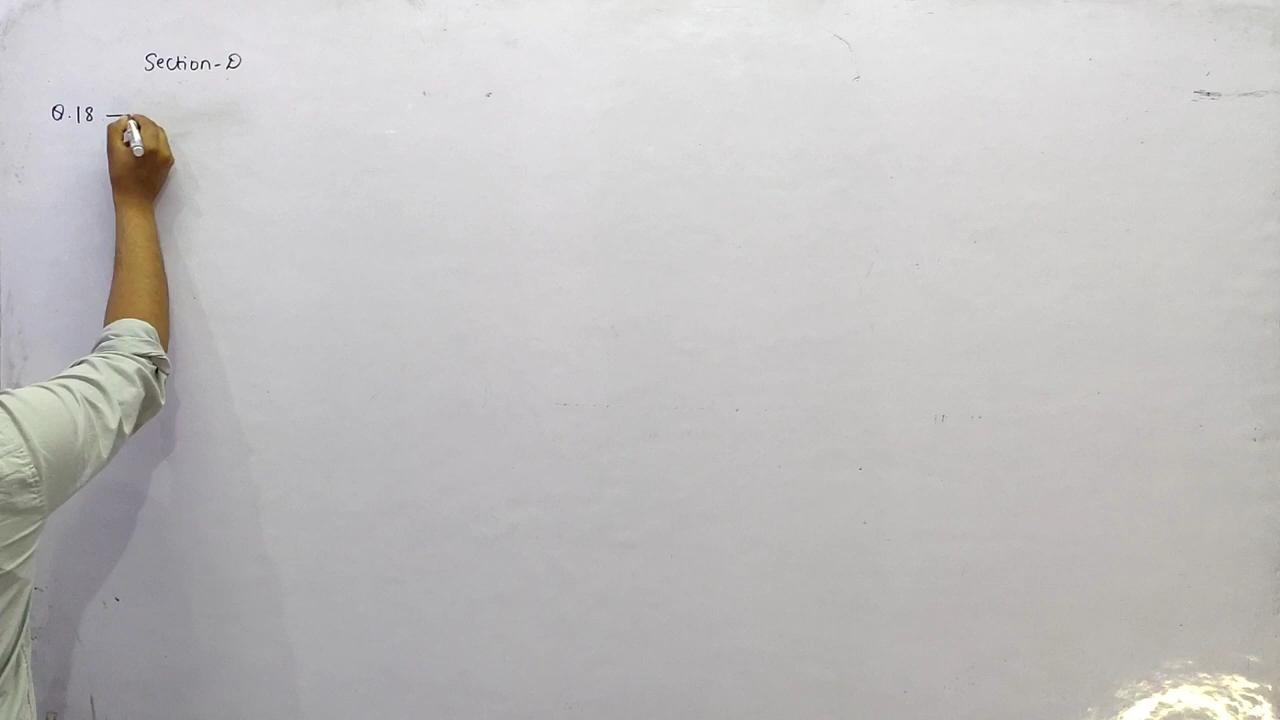 Section-D
Q.18 —